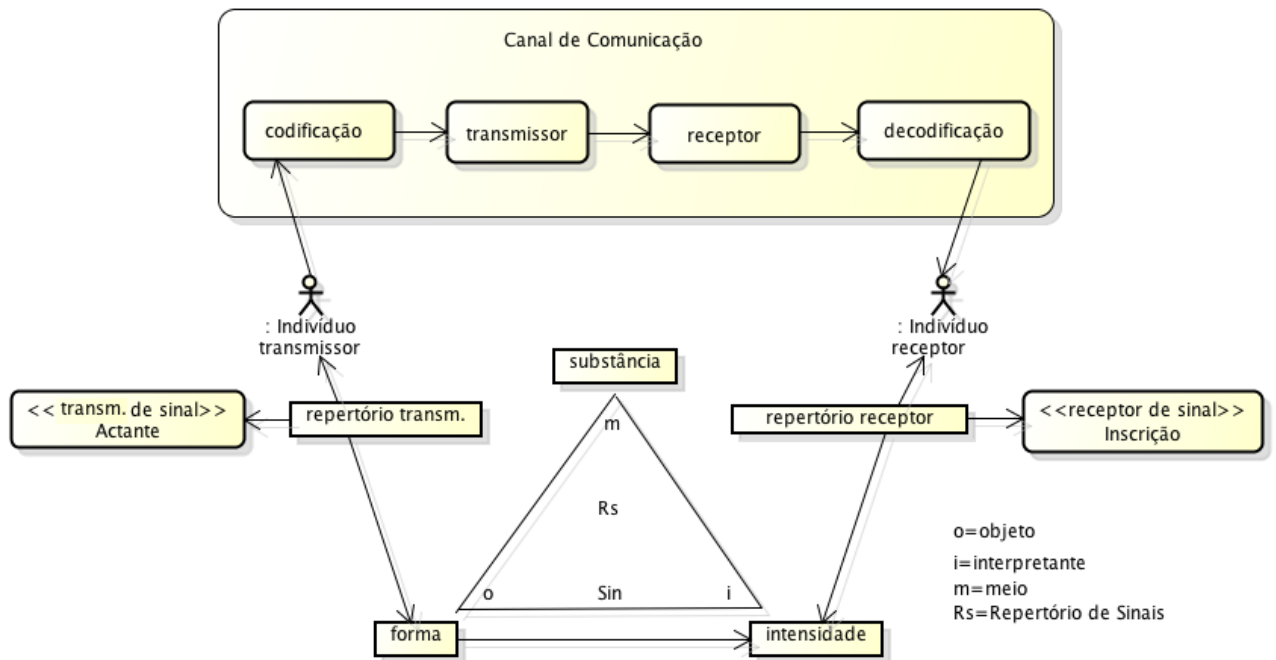 Canal de Comunicação
codificação
transmissor
receptor
decodificação
: Indivíduo
transmissor
: Indivíduo
receptor
substância
<< transm. de sinal>>
Actante
repertório transm.
repertório receptor
<<receptor de sinal>>
Inscrição
m
Rs
o
Sin
i
o=objeto
i=interpretante
m=meio
Rs=Repertório de Sinais
forma
intensidade